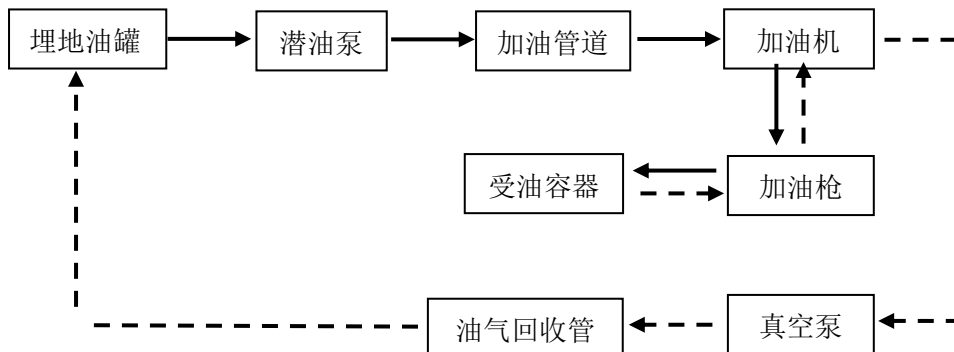 埋地油罐
潜油泵
加油管道
加油机
受油容器
加油枪
油气回收管
真空泵